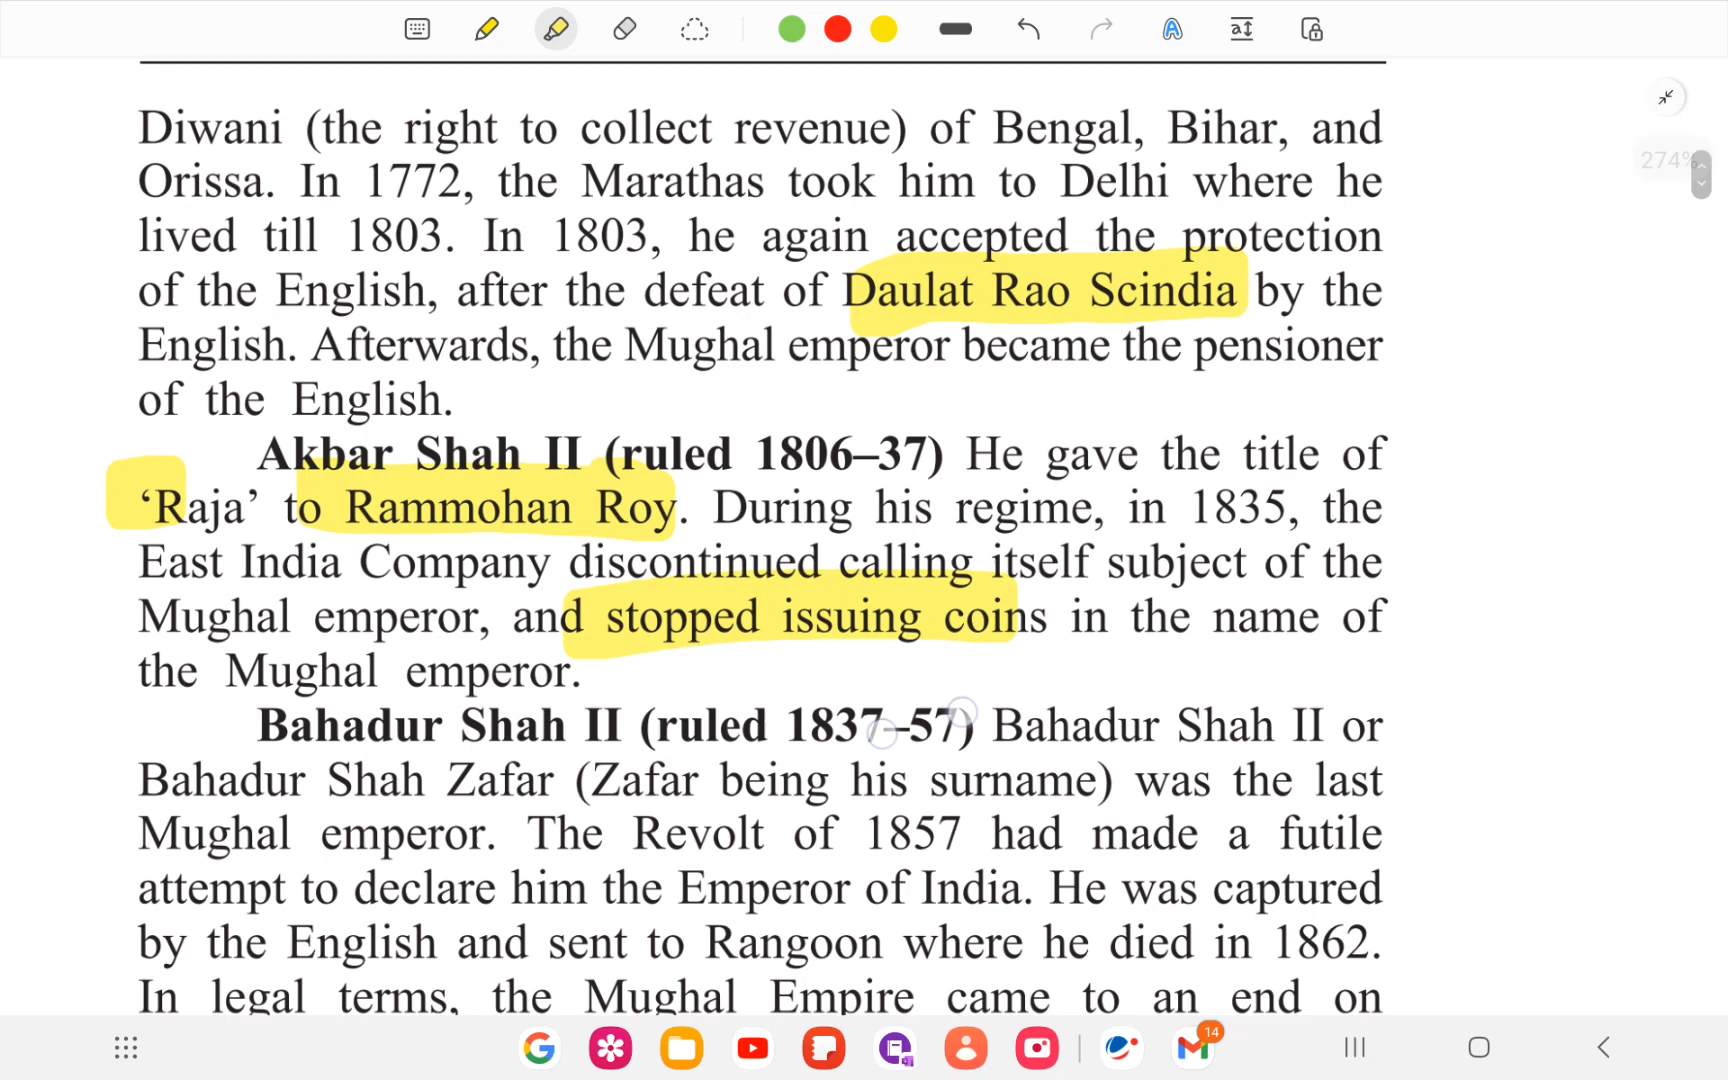 Diwani (the right to collect revenue) of Bengal, Bihar, and
274%
Orissa. In 1772, the Marathas took him to Delhi where he
lived till 1803. In 1803, he again accepted the protection
of the English, after the defeat of Daulat Rao Scindia by the
English. Afterwards, the Mughal emperor became the pensioner
of the English.
Akbar Shah II (ruled 1806–37) He gave the title of
‘Raja’ to Rammohan Roy. During his regime, in 1835, the
East India Company discontinued calling itself subject of the
Mughal emperor, and stopped issuing coins in the name of
the Mughal emperor.
Bahadur Shah II (ruled 1837–57) Bahadur Shah II or
Bahadur Shah Zafar (Zafar being his surname) was the last
Mughal emperor. The Revolt of 1857 had made a futile
attempt to declare him the Emperor of India. He was captured
by the English and sent to Rangoon where he died in 1862.
In legal terms, the Mughal Empire came to an end on
14